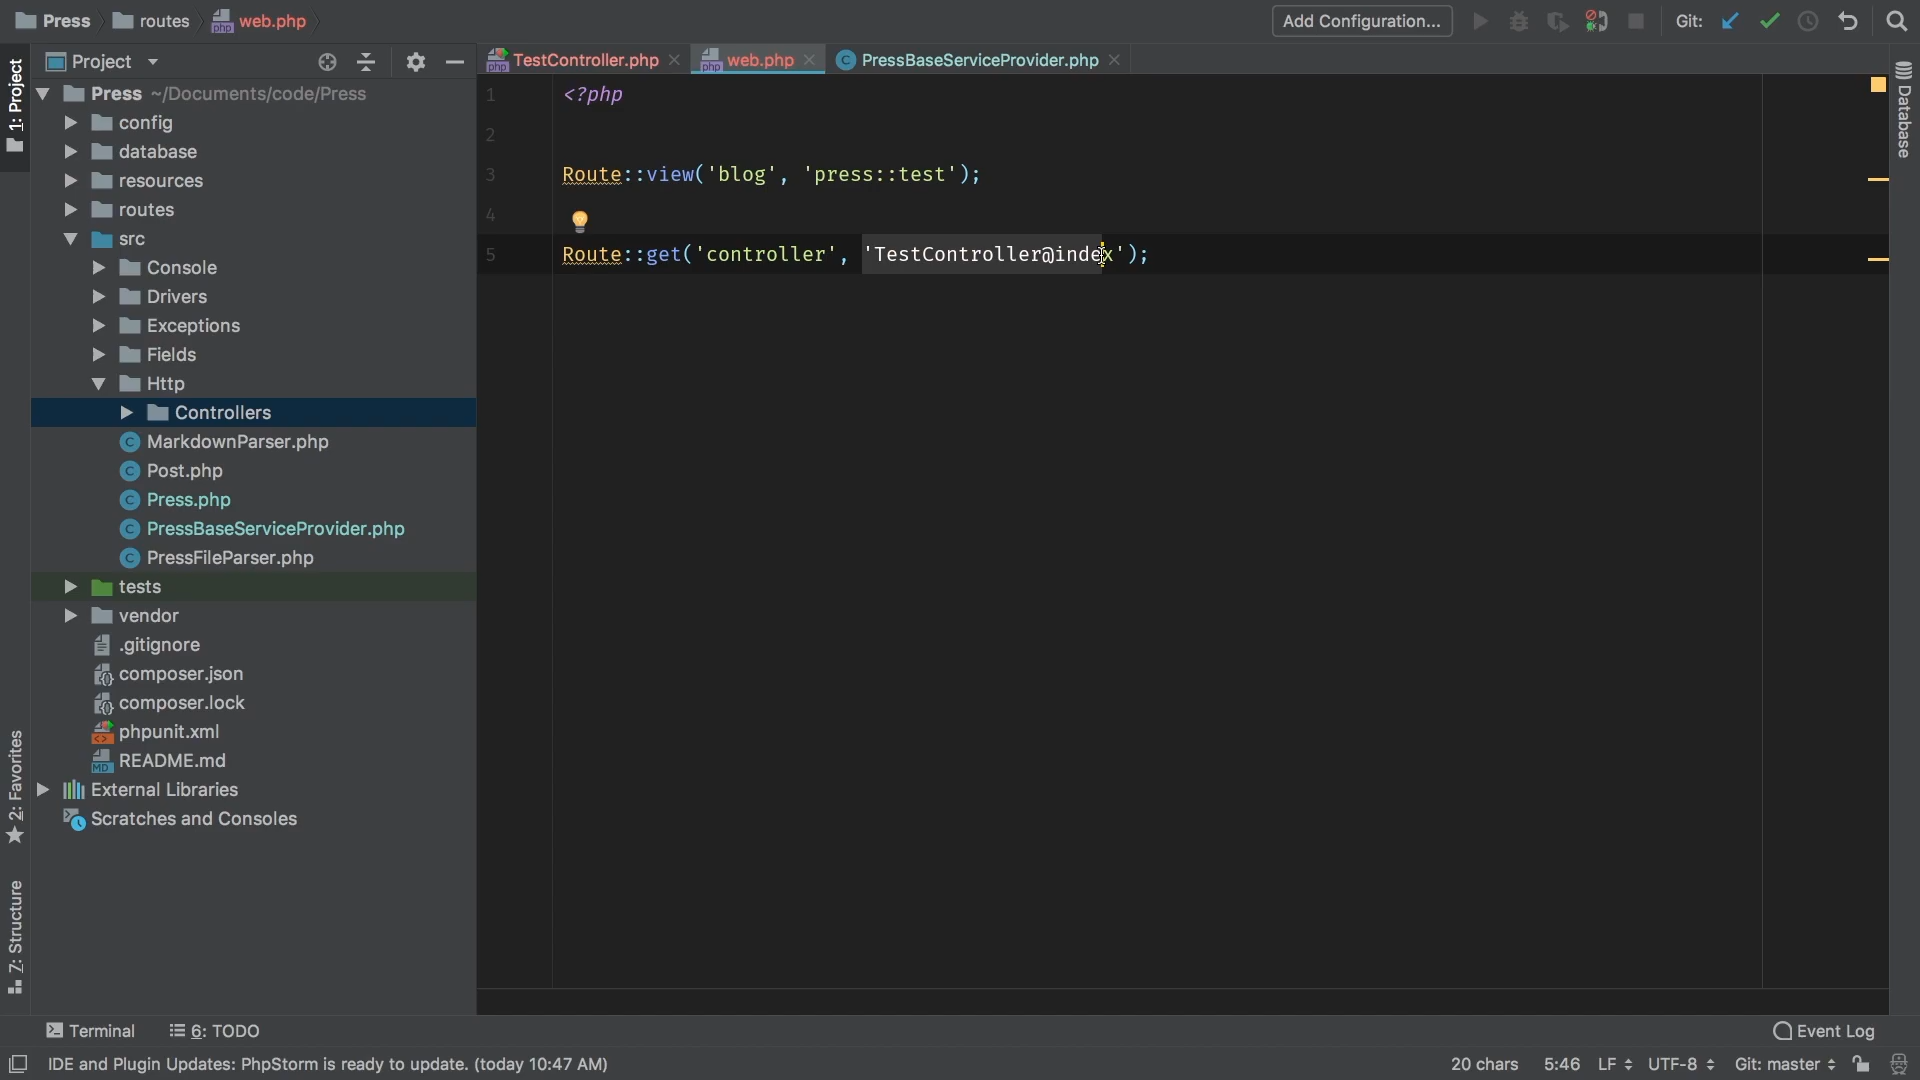 Press routes web.php Add Configuration... Git:
1: Project Project TestController.php web.php PressBaseServiceProvider.php Database
Press ~/Documents/code/Press
config
database
resources
routes
src
Console
Drivers
Exceptions
Fields
Http
Controllers
MarkdownParser.php
Post.php
Press.php
PressBaseServiceProvider.php
PressFileParser.php
tests
vendor
.gitignore
composer.json
composer.lock
phpunit.xml
README.md
External Libraries
Scratches and Consoles
1 <?php
2
3 Route::view('blog', 'press::test');
4
5 Route::get('controller', 'TestController@index');
2: Favorites
Z: Structure
Terminal 6: TODO Event Log
IDE and Plugin Updates: PhpStorm is ready to update. (today 10:47 AM) 20 chars 5:46 LF UTF-8 Git: master